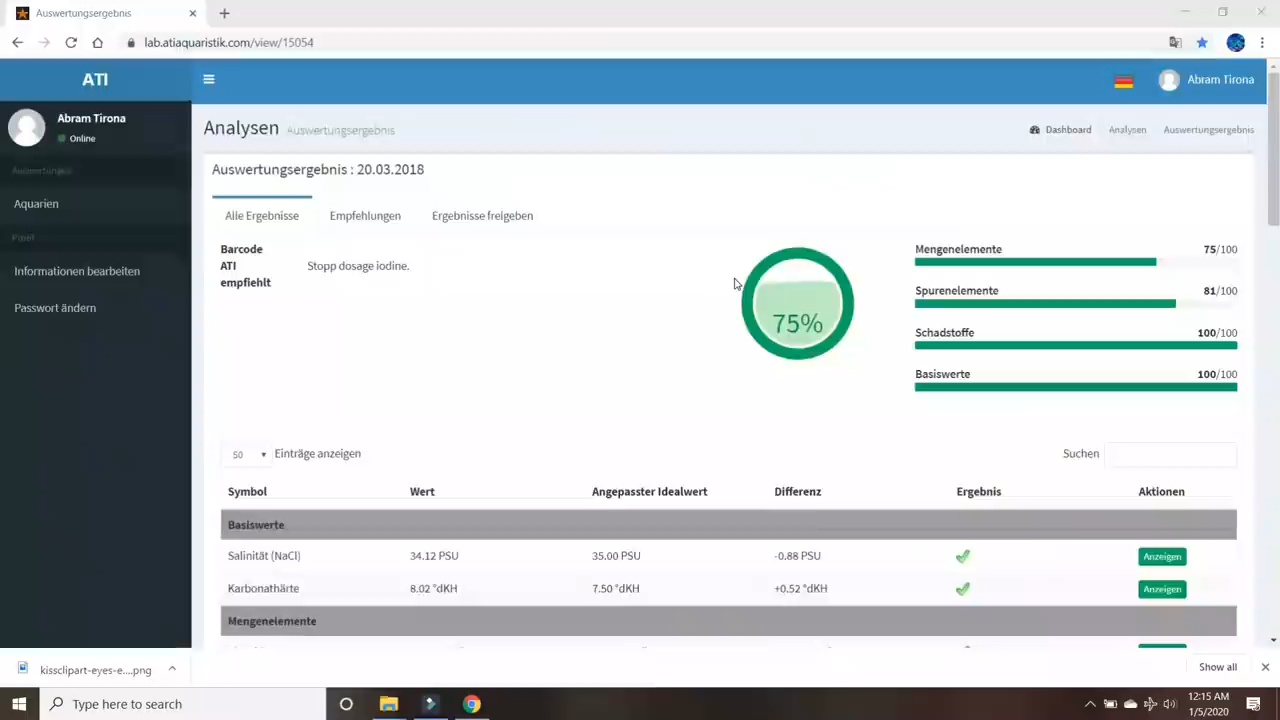 Auswertungsergebnis
lab.atiaquaristik.com/view/15054
ATI
Abram Tirona
Abram Tirona
Online
Auswertungen
Aquarien
Informationen bearbeiten
Passwort ändern
Analysen Auswertungsergebnis
Dashboard Analysen Auswertungsergebnis
Auswertungsergebnis : 20.03.2018
Alle Ergebnisse Empfehlungen Ergebnisse freigeben
Barcode
ATI empfiehlt Stopp dosage iodine.
75%
Mengenelemente 75/100
Spurenelemente 81/100
Schadstoffe 100/100
Basiswerte 100/100
50 Einträge anzeigen
Suchen
Symbol Wert Angepasster Idealwert Differenz Ergebnis Aktionen
Basiswerte
Salinität (NaCl) 34.12 PSU 35.00 PSU -0.88 PSU Anzeigen
Karbonathärte 8.02 °dKH 7.50 °dKH +0.52 °dKH Anzeigen
Mengenelemente
kissclipart-eyes-e....png
Show all
Type here to search
12:15 AM
1/5/2020